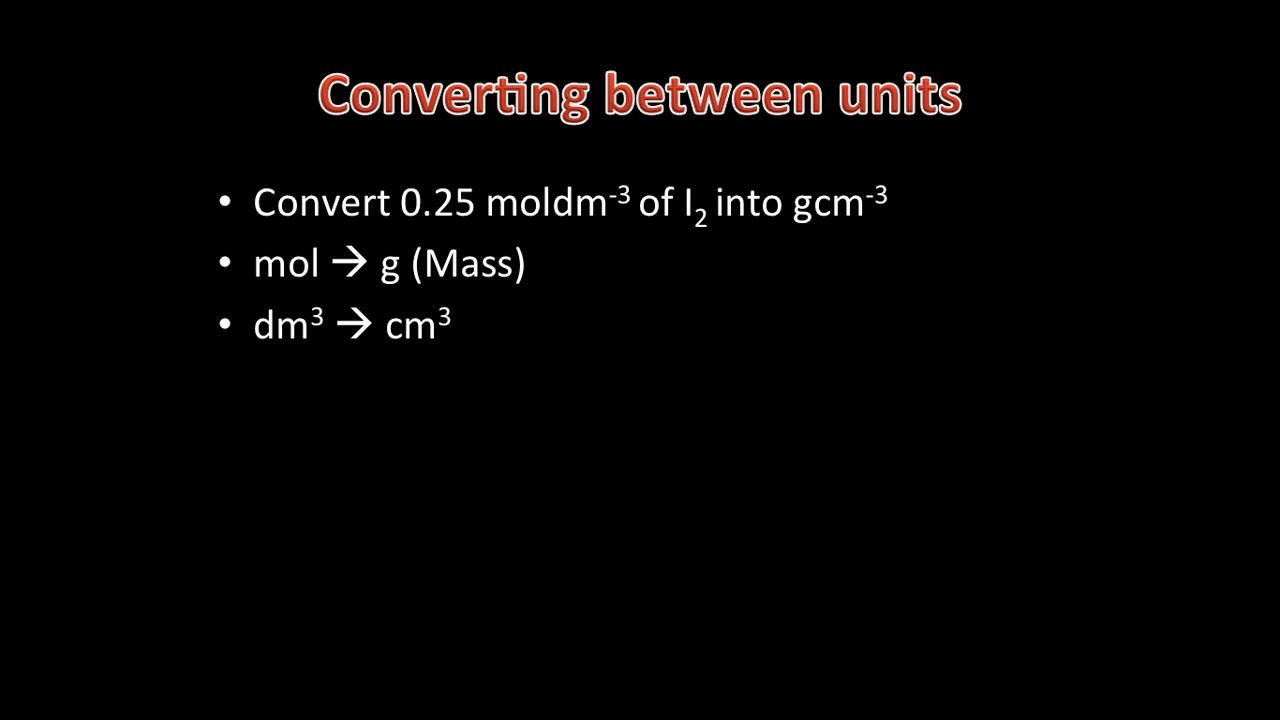 Converting between units
• Convert 0.25 moldm⁻³ of I₂ into gcm⁻³
• mol → g (Mass)
• dm³ → cm³